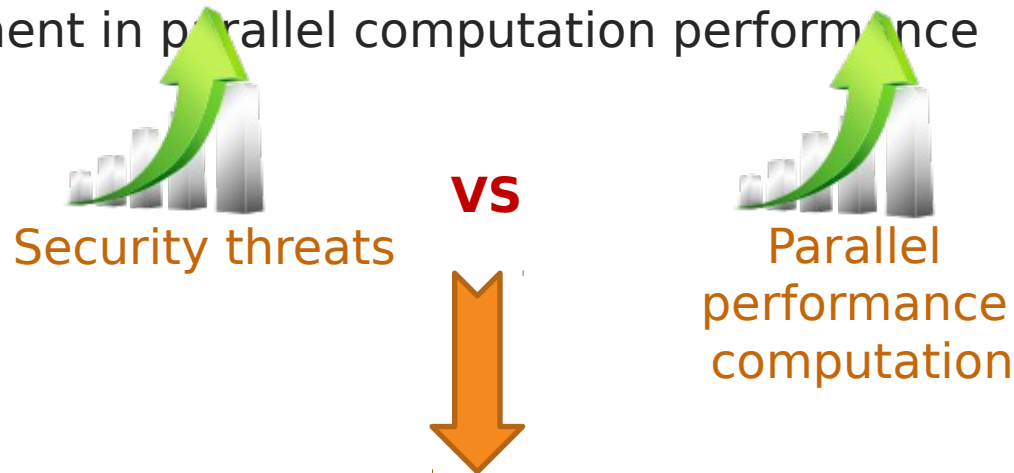 in parallel computation performance
VS
Security threats
Parallel
performance
computation